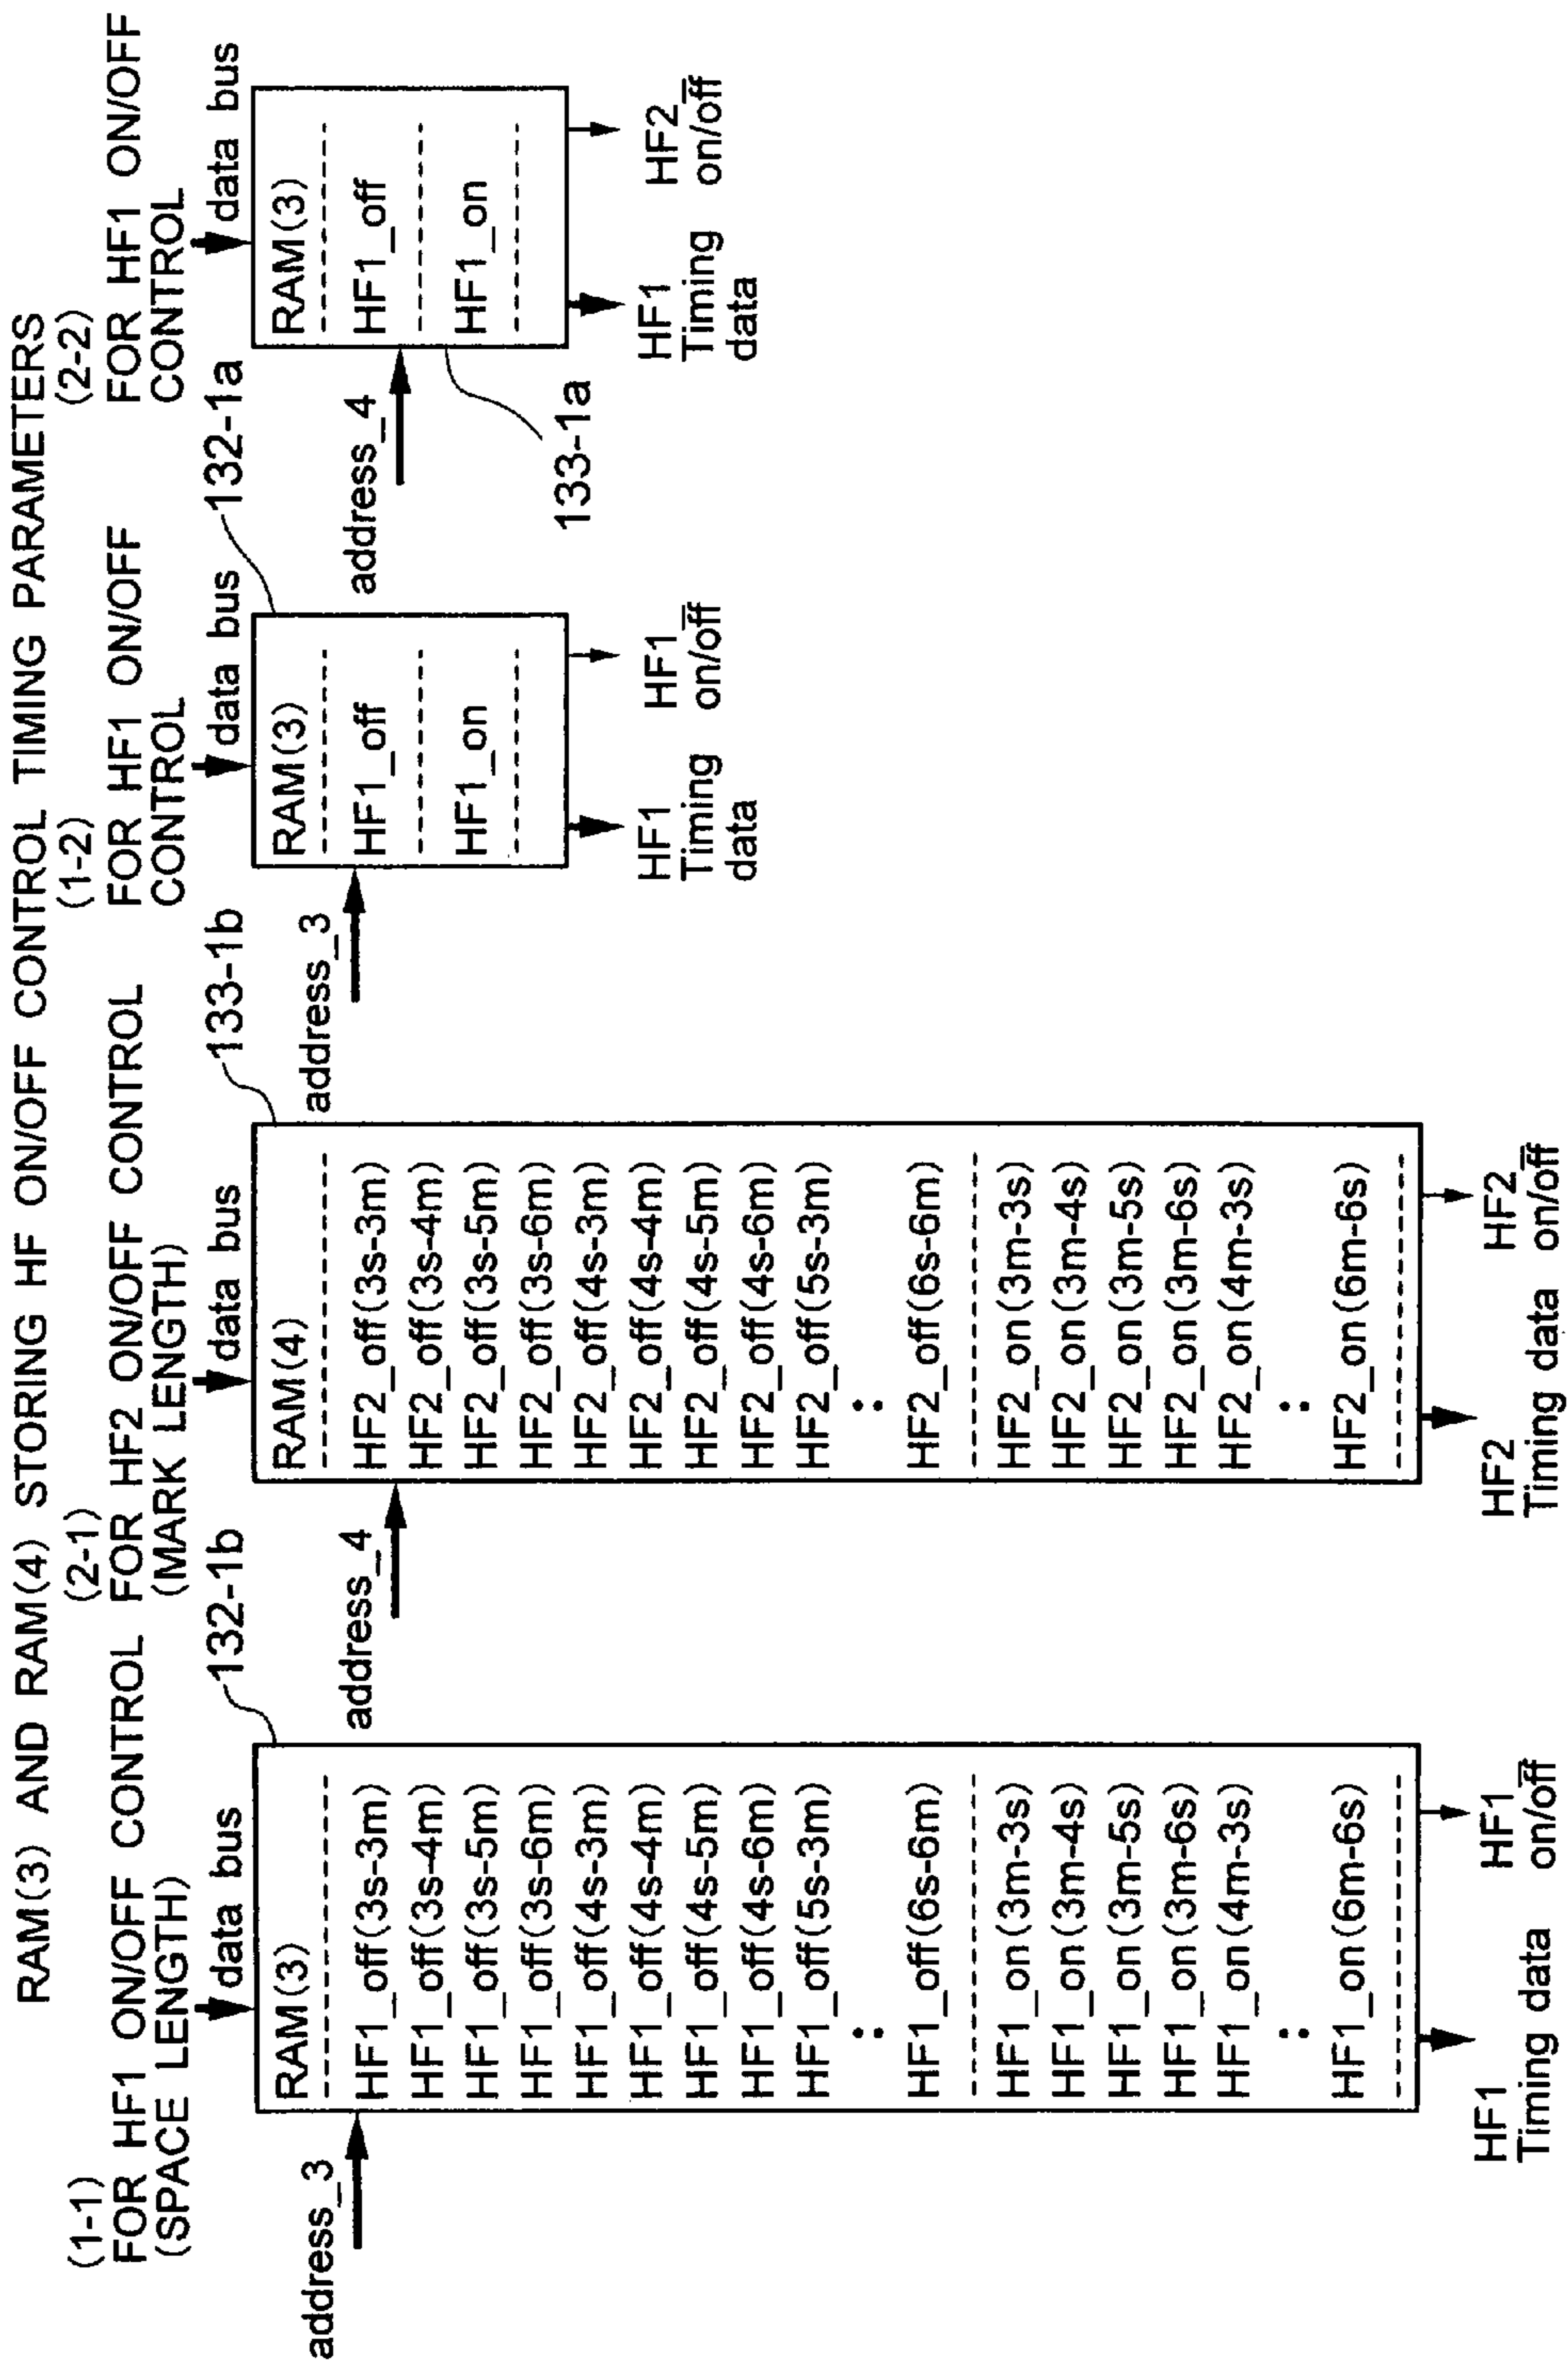 RAM(3) AND RAM(4) STORING HF ON/OFF CONTROL TIMING PARAMETERS
(1-1)
FOR HF1 ON/OFF CONTROL
(SPACE LENGTH)
data bus
132-1b
address_3
RAM(3)
HF1_off(3s-3m)
HF1_off(3s-4m)
HF1_off(3s-5m)
HF1_off(3s-6m)
HF1_off(4s-3m)
HF1_off(4s-4m)
HF1_off(4s-5m)
HF1_off(4s-6m)
HF1_off(5s-3m)
:
HF1_off(6s-6m)
HF1_on(3m-3s)
HF1_on(3m-4s)
HF1_on(3m-5s)
HF1_on(3m-6s)
HF1_on(4m-3s)
:
HF1_on(6m-6s)
HF1
Timing data
HF1
on/off
(2-1)
FOR HF2 ON/OFF CONTROL
(MARK LENGTH)
data bus
133-1b
address_4
RAM(4)
HF2_off(3s-3m)
HF2_off(3s-4m)
HF2_off(3s-5m)
HF2_off(3s-6m)
HF2_off(4s-3m)
HF2_off(4s-4m)
HF2_off(4s-5m)
HF2_off(4s-6m)
HF2_off(5s-3m)
:
HF2_off(6s-6m)
HF2_on(3m-3s)
HF2_on(3m-4s)
HF2_on(3m-5s)
HF2_on(3m-6s)
HF2_on(4m-3s)
:
HF2_on(6m-6s)
HF2
Timing data
HF2
on/off
(1-2)
FOR HF1 ON/OFF
CONTROL
data bus
132-1a
address_3
RAM(3)
HF1_off
HF1_on
HF1
Timing
data
HF1
on/off
(2-2)
FOR HF1 ON/OFF
CONTROL
data bus
address_4
RAM(3)
HF1_off
HF1_on
133-1a
HF1
Timing
data
HF2
on/off